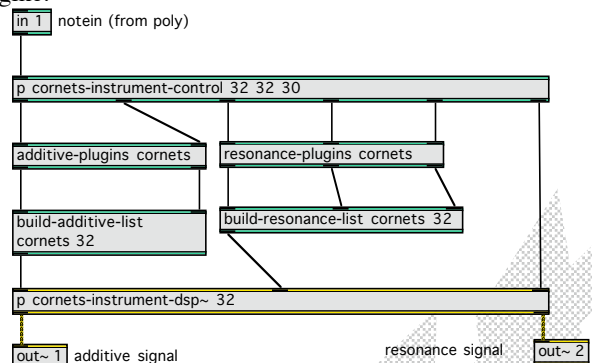 in 1 notein (from poly)
p cornets-instrument-control 32 32 30
additive-plugins cornets
resonance-plugins cornets
build-additive-list
cornets 32
build-resonance-list cornets 32
p cornets-instrument-dsp~ 32
out~ 1 additive signal
resonance signal out~ 2